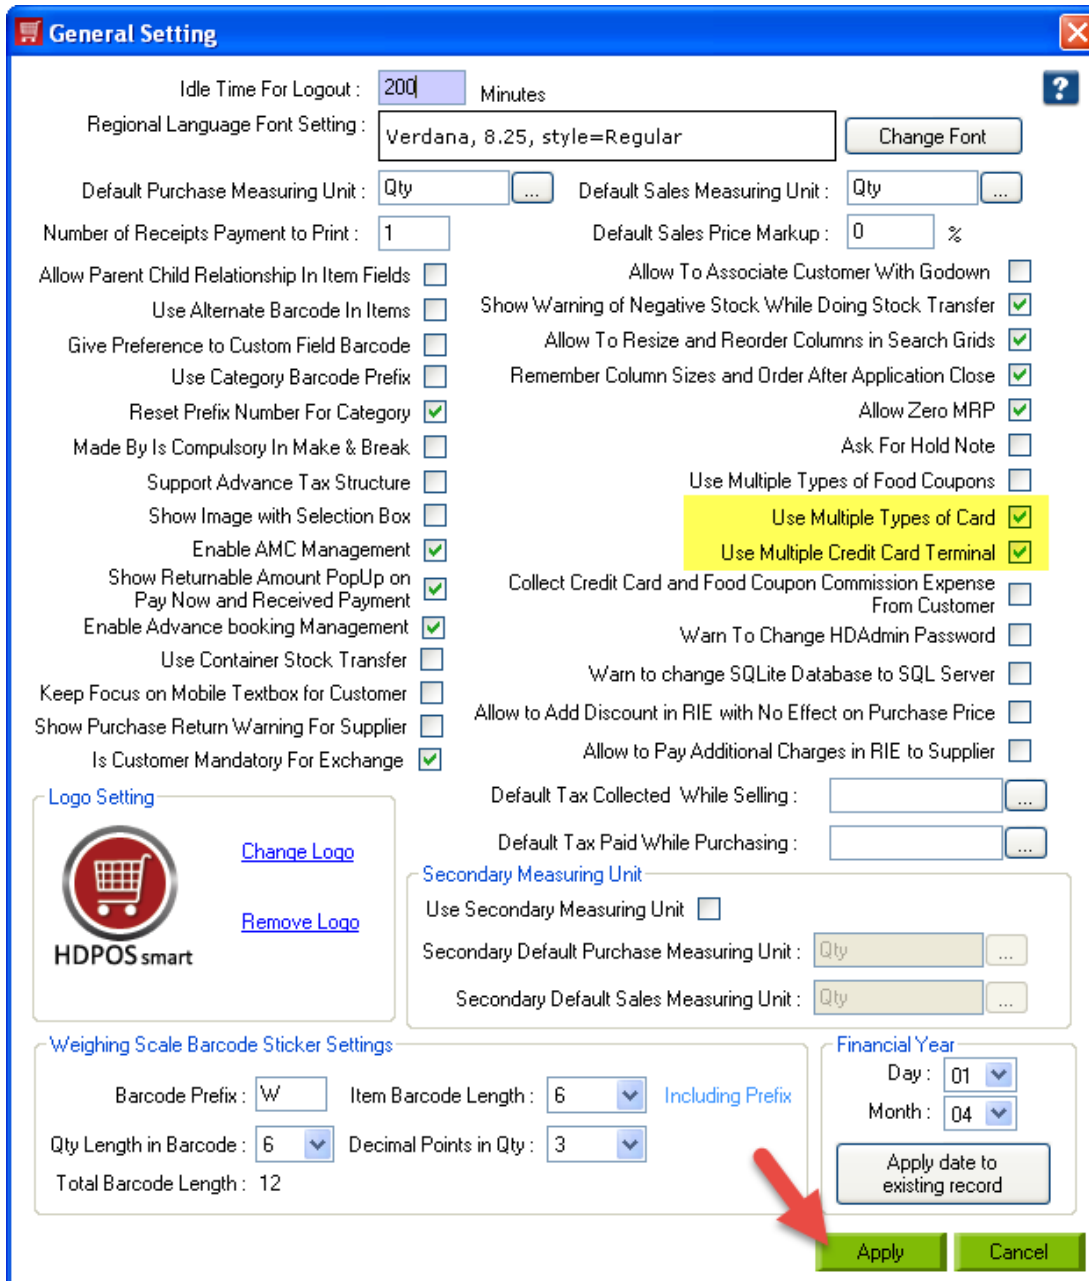 General Setting
Idle Time For Logout : 200 Minutes
?
Regional Language Font Setting : Verdana, 8.25, style=Regular Change Font
Default Purchase Measuring Unit : Qty ... Default Sales Measuring Unit : Qty ...
Number of Receipts Payment to Print : 1 Default Sales Price Markup : 0 %
Allow Parent Child Relationship In Item Fields
Allow To Associate Customer With Godown
Use Alternate Barcode In Items
Show Warning of Negative Stock While Doing Stock Transfer
Give Preference to Custom Field Barcode
Allow To Resize and Reorder Columns in Search Grids
Use Category Barcode Prefix
Remember Column Sizes and Order After Application Close
Reset Prefix Number For Category
Allow Zero MRP
Made By Is Compulsory In Make & Break
Ask For Hold Note
Support Advance Tax Structure
Use Multiple Types of Food Coupons
Show Image with Selection Box
Use Multiple Types of Card
Enable AMC Management
Use Multiple Credit Card Terminal
Show Returnable Amount PopUp on
Pay Now and Received Payment
Collect Credit Card and Food Coupon Commission Expense
From Customer
Enable Advance booking Management
Warn To Change HDAdmin Password
Use Container Stock Transfer
Warn to change SQLite Database to SQL Server
Keep Focus on Mobile Textbox for Customer
Allow to Add Discount in RIE with No Effect on Purchase Price
Show Purchase Return Warning For Supplier
Allow to Pay Additional Charges in RIE to Supplier
Is Customer Mandatory For Exchange
Default Tax Collected While Selling : ...
Default Tax Paid While Purchasing : ...
Logo Setting
Change Logo
Remove Logo
HDPOS smart
Secondary Measuring Unit
Use Secondary Measuring Unit
Secondary Default Purchase Measuring Unit : Qty ...
Secondary Default Sales Measuring Unit : Qty ...
Weighing Scale Barcode Sticker Settings
Barcode Prefix : W Item Barcode Length : 6 Including Prefix
Qty Length in Barcode : 6 Decimal Points in Qty : 3
Total Barcode Length : 12
Financial Year
Day : 01
Month : 04
Apply date to
existing record
Apply Cancel